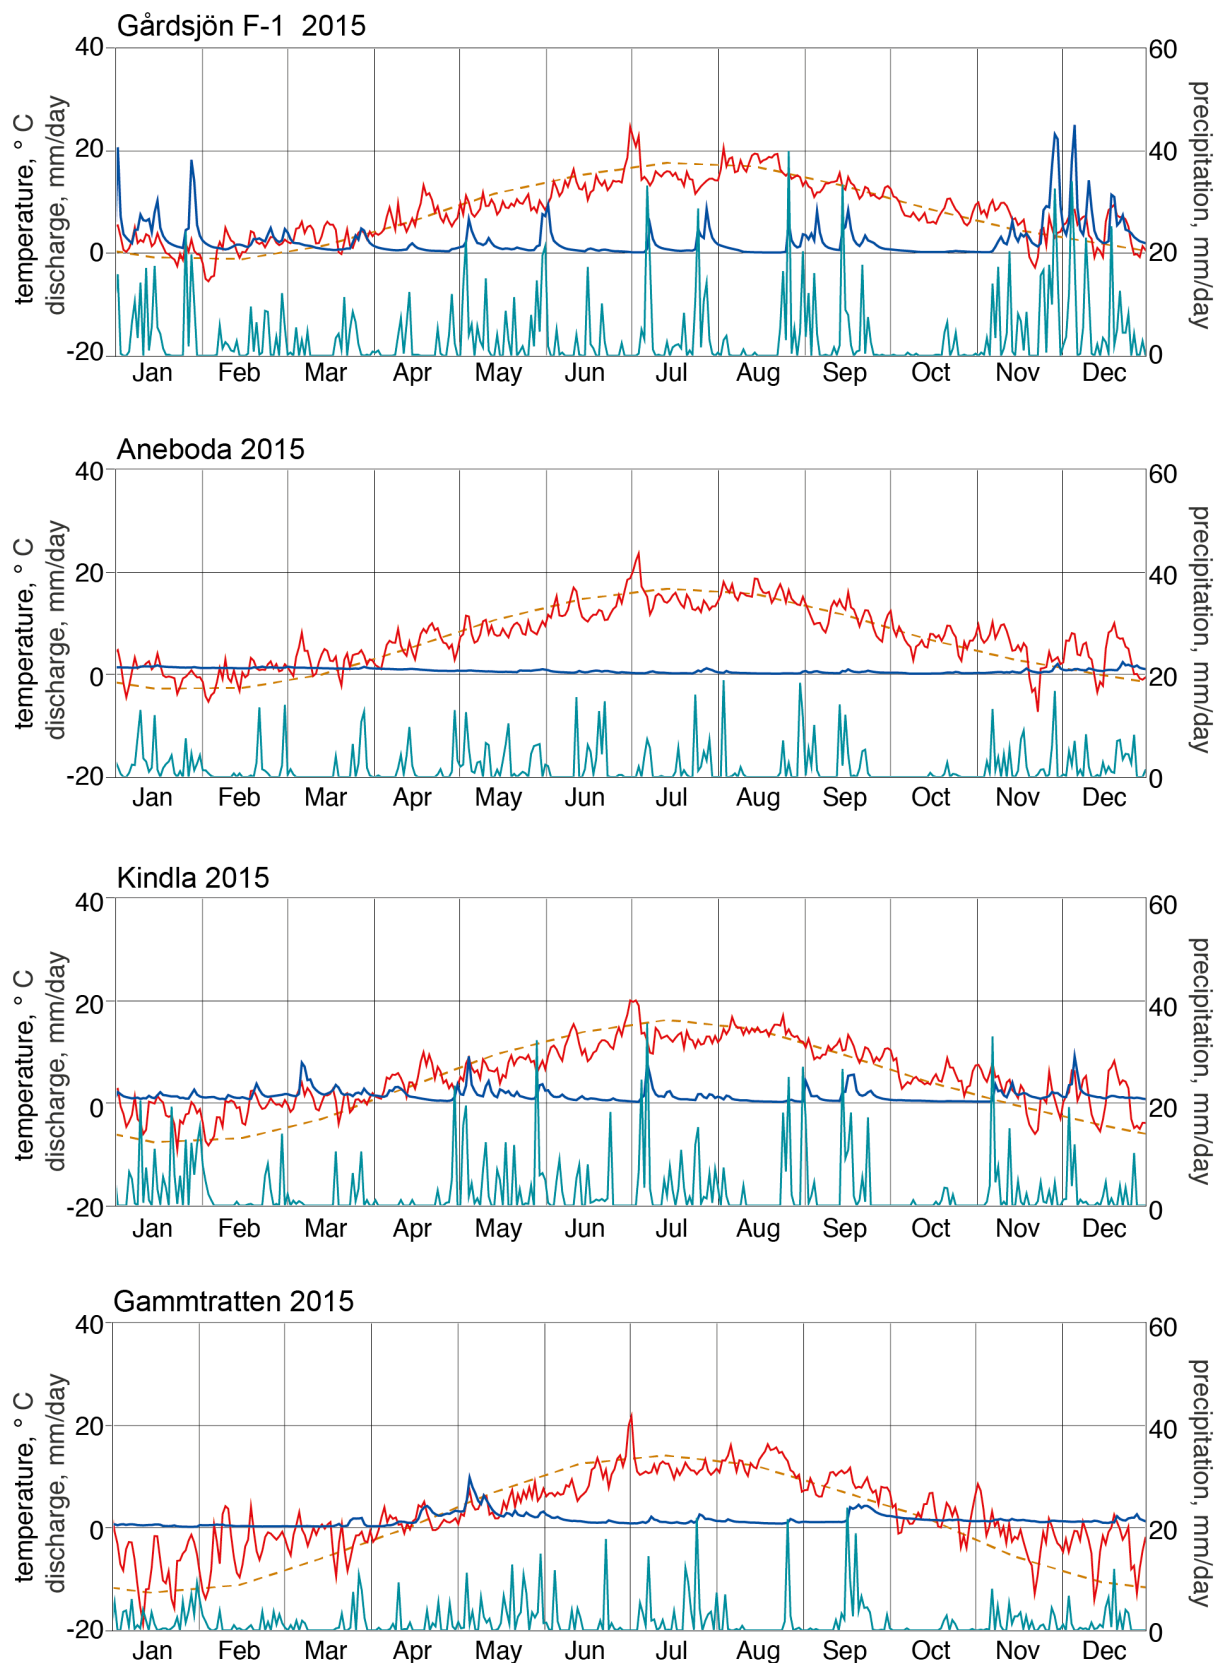 Gårdsjön F-1  2015
40
20
0
-20
temperature, ° C
discharge, mm/day
60
40
20
0
precipitation, mm/day
Jan Feb Mar Apr May Jun Jul Aug Sep Oct Nov Dec
Aneboda 2015
40
20
0
-20
temperature, ° C
discharge, mm/day
60
40
20
0
precipitation, mm/day
Jan Feb Mar Apr May Jun Jul Aug Sep Oct Nov Dec
Kindla 2015
40
20
0
-20
temperature, ° C
discharge, mm/day
60
40
20
0
precipitation, mm/day
Jan Feb Mar Apr May Jun Jul Aug Sep Oct Nov Dec
Gammtratten 2015
40
20
0
-20
temperature, ° C
discharge, mm/day
60
40
20
0
precipitation, mm/day
Jan Feb Mar Apr May Jun Jul Aug Sep Oct Nov Dec